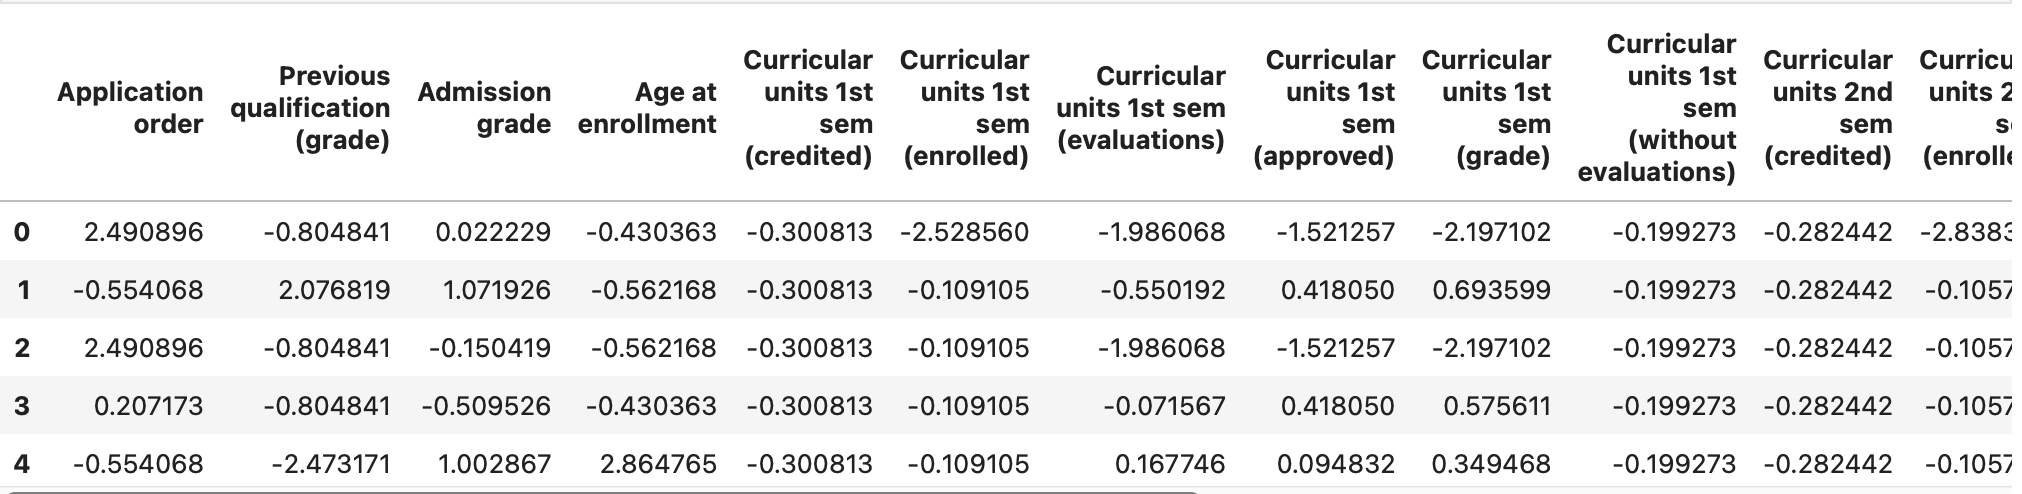 Application order Previous qualification (grade) Admission grade Age at enrollment Curricular units 1st sem (credited) Curricular units 1st sem (enrolled) Curricular units 1st sem (evaluations) Curricular units 1st sem (approved) Curricular units 1st sem (grade) Curricular units 1st sem (without evaluations) Curricular units 2nd sem (credited) units
0 2.490896 -0.804841 0.022229 -0.430363 -0.300813 -2.528560 -1.986068 -1.521257 -2.197102 -0.199273 -0.282442 -2.8383
1 -0.554068 2.076819 1.071926 -0.562168 -0.300813 -0.109105 -0.550192 0.418050 0.693599 -0.199273 -0.282442 -0.1057
2 2.490896 -0.804841 -0.150419 -0.562168 -0.300813 -0.109105 -1.986068 -1.521257 -2.197102 -0.199273 -0.282442 -0.1057
3 0.207173 -0.804841 -0.509526 -0.430363 -0.300813 -0.109105 -0.071567 0.418050 0.575611 -0.199273 -0.282442 -0.1057
4 -0.554068 -2.473171 1.002867 2.864765 -0.300813 -0.109105 0.167746 0.094832 0.349468 -0.199273 -0.282442 -0.1057